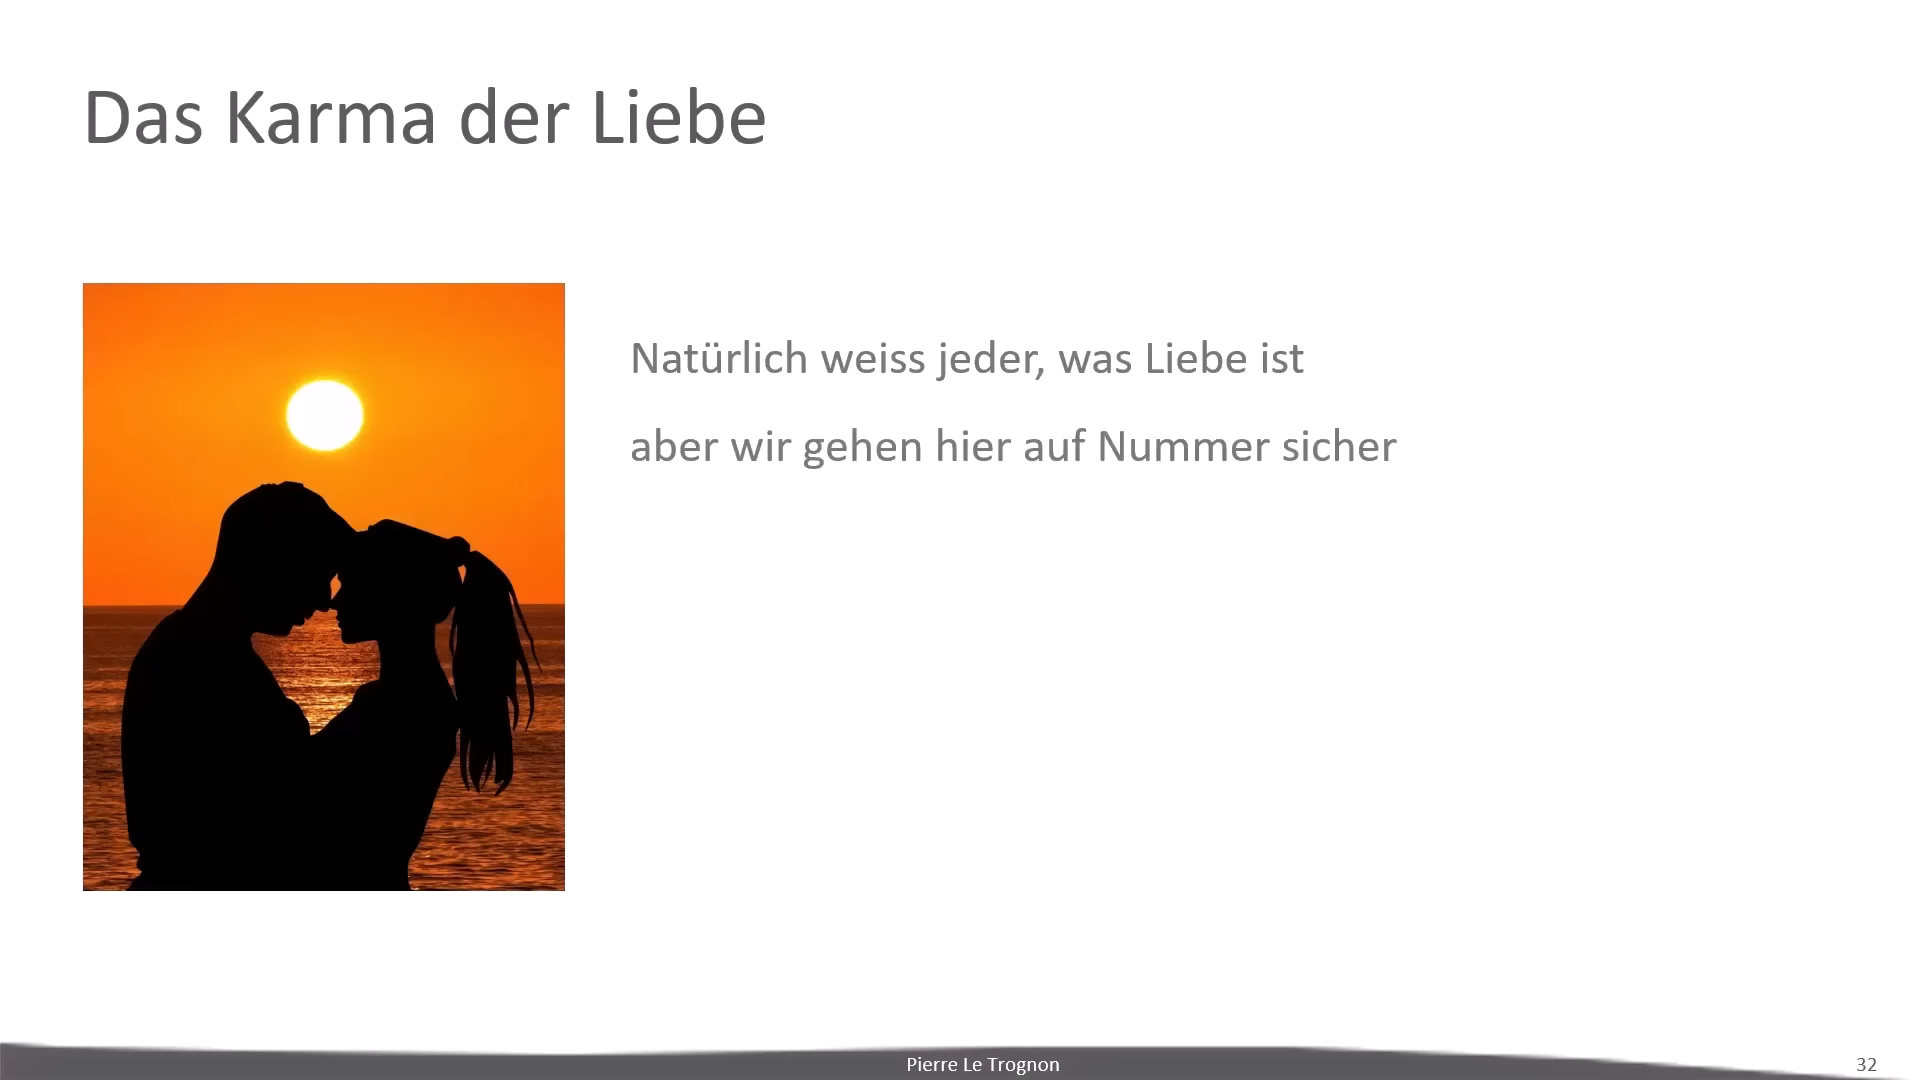 Das Karma der Liebe
Natürlich weiss jeder, was Liebe ist
aber wir gehen hier auf Nummer sicher
Pierre Le Trognon
32